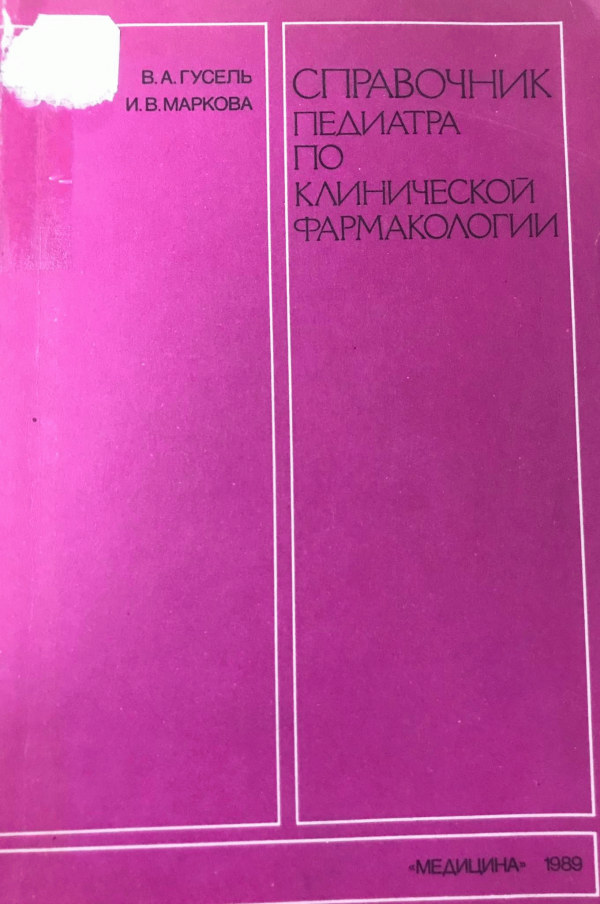 В. А. ГУСЕЛЬ
И. В. МАРКОВА
СПРАВОЧНИК
ПЕДИАТРА
ПО
КЛИНИЧЕСКОЙ
ФАРМАКОЛОГИИ
«МЕДИЦИНА» 1989